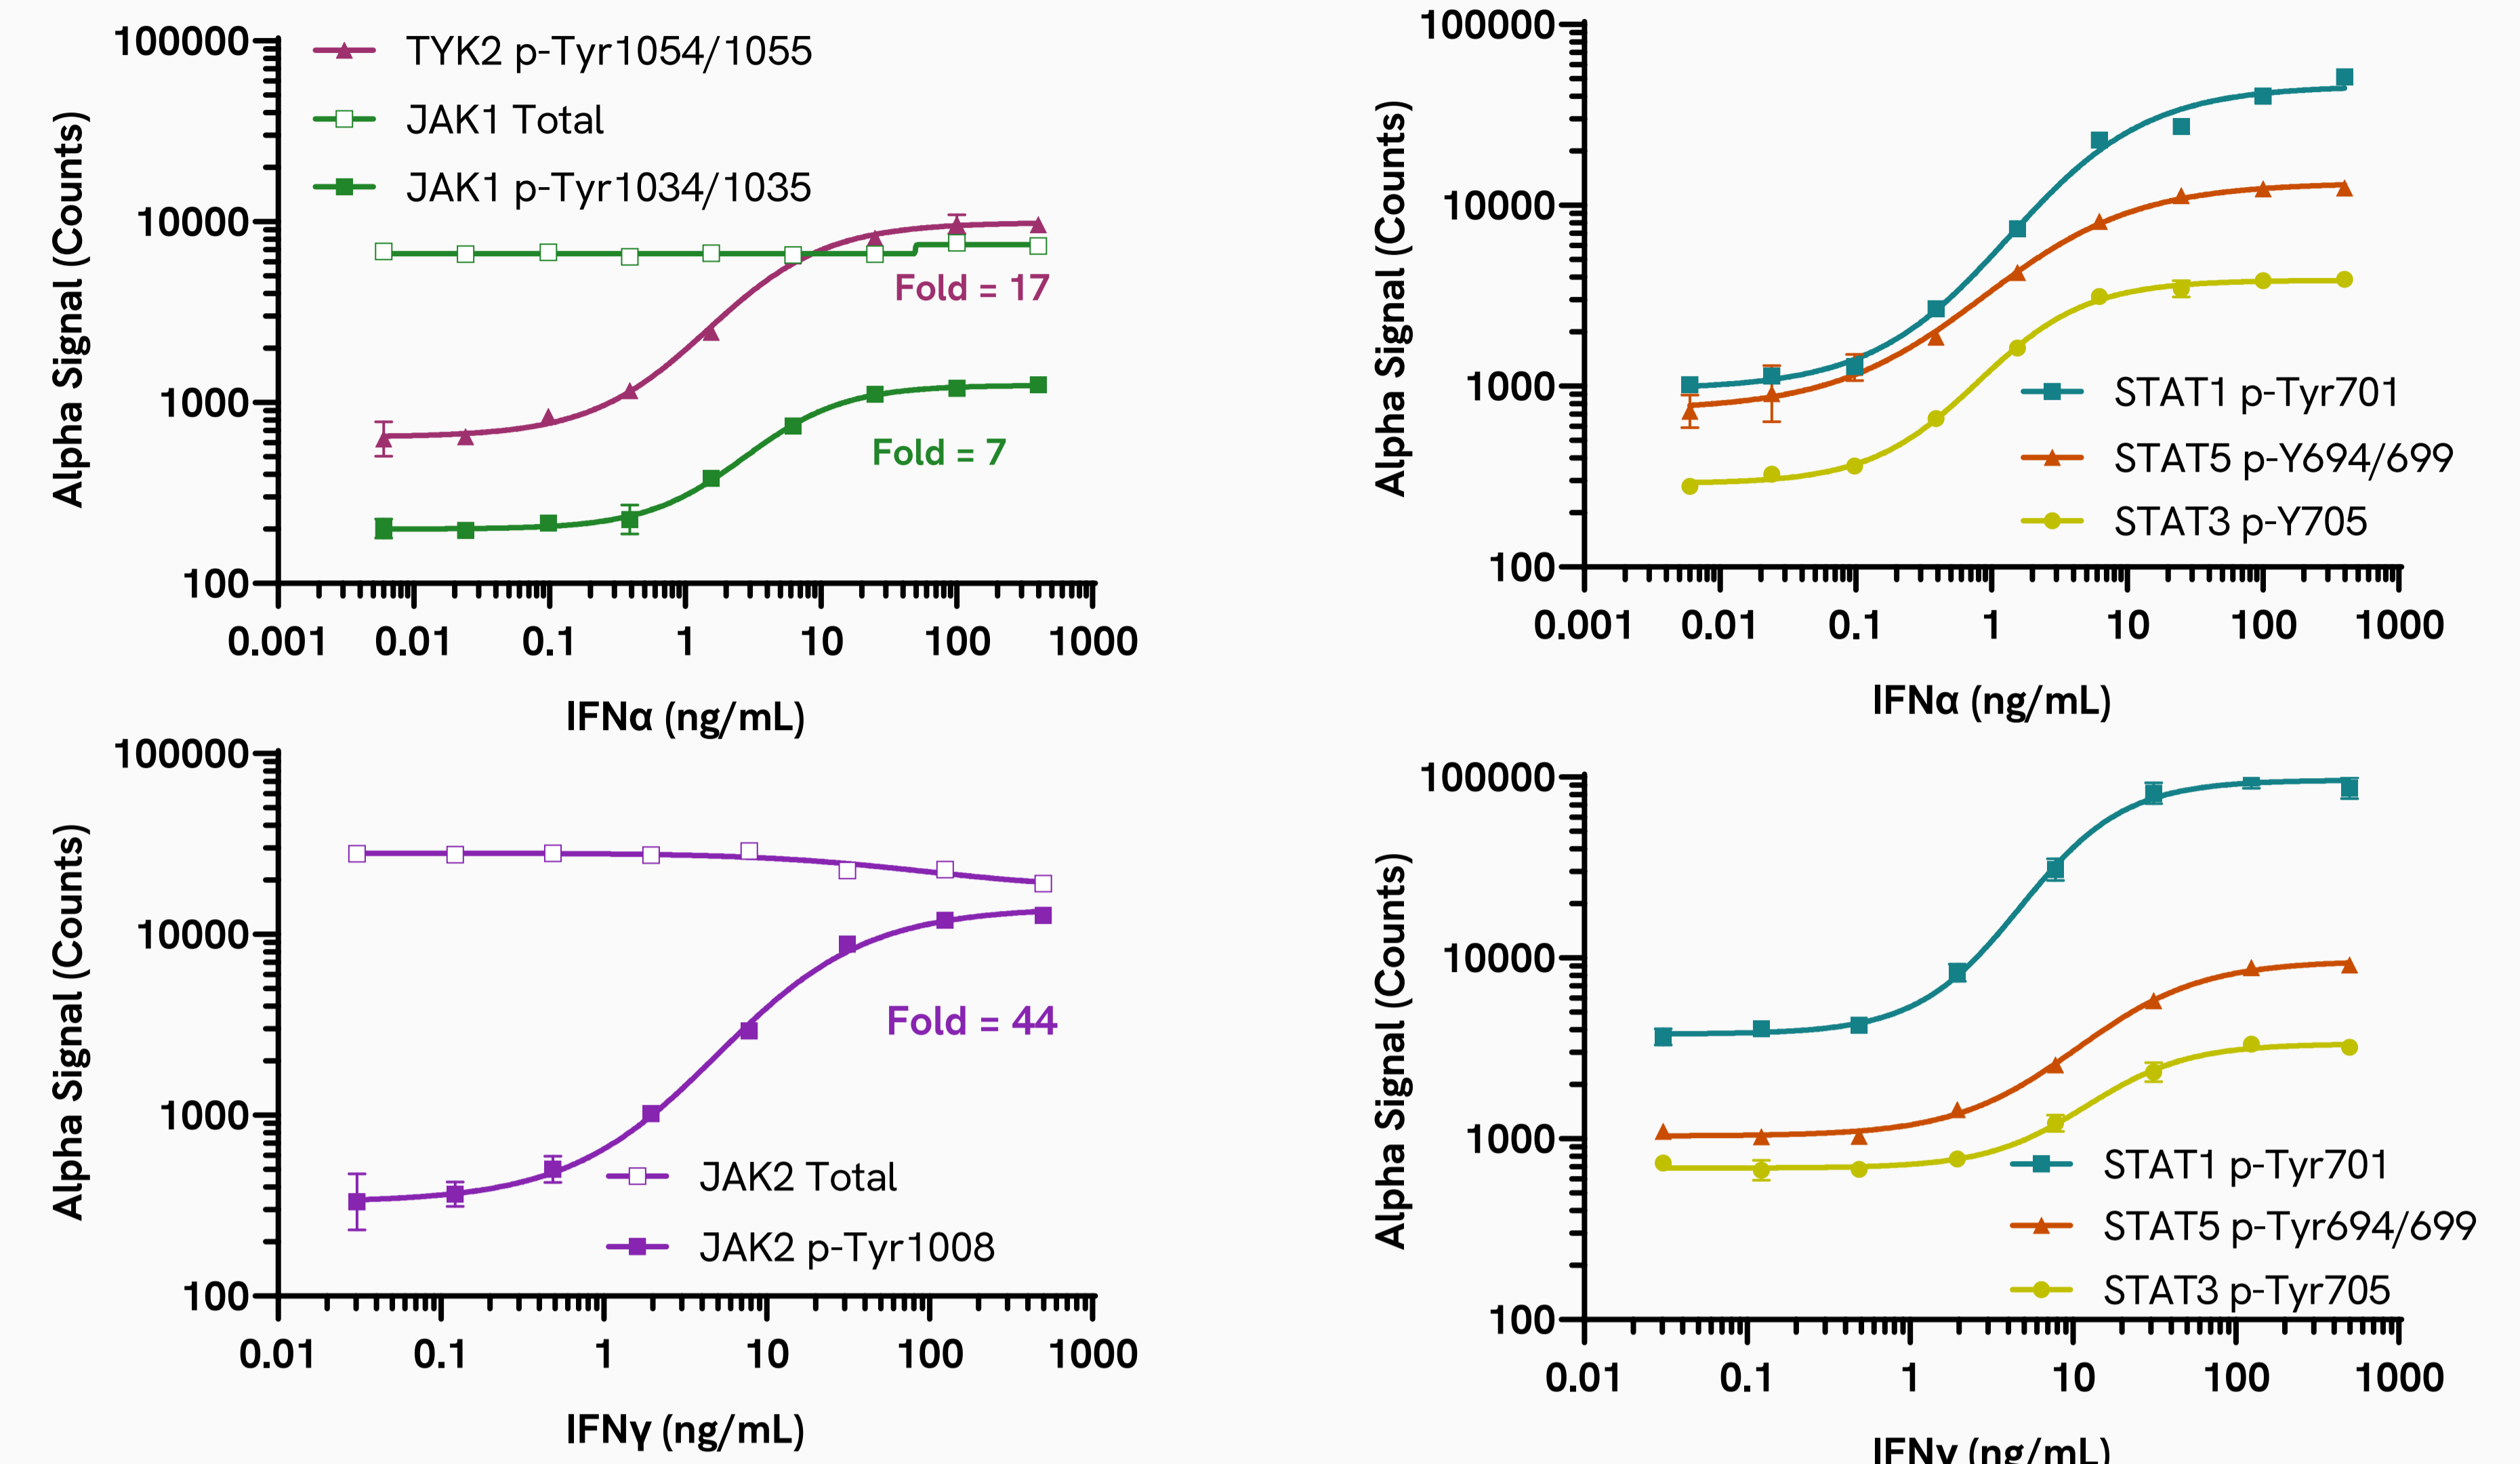 100000
10000
1000
100
Alpha Signal (Counts)
TYK2 p-Tyr1054/1055
JAK1 Total
JAK1 p-Tyr1034/1035
Fold = 17
Fold = 7
0.001 0.01 0.1 1 10 100 1000
IFNα (ng/mL)
100000
10000
1000
100
Alpha Signal (Counts)
STAT1 p-Tyr701
STAT5 p-Y694/699
STAT3 p-Y705
0.001 0.01 0.1 1 10 100 1000
IFNα (ng/mL)
100000
10000
1000
100
Alpha Signal (Counts)
Fold = 44
JAK2 Total
JAK2 p-Tyr1008
0.01 0.1 1 10 100 1000
IFNγ (ng/mL)
100000
10000
1000
100
Alpha Signal (Counts)
STAT1 p-Tyr701
STAT5 p-Tyr694/699
STAT3 p-Tyr705
0.01 0.1 1 10 100 1000
IFNγ (ng/mL)